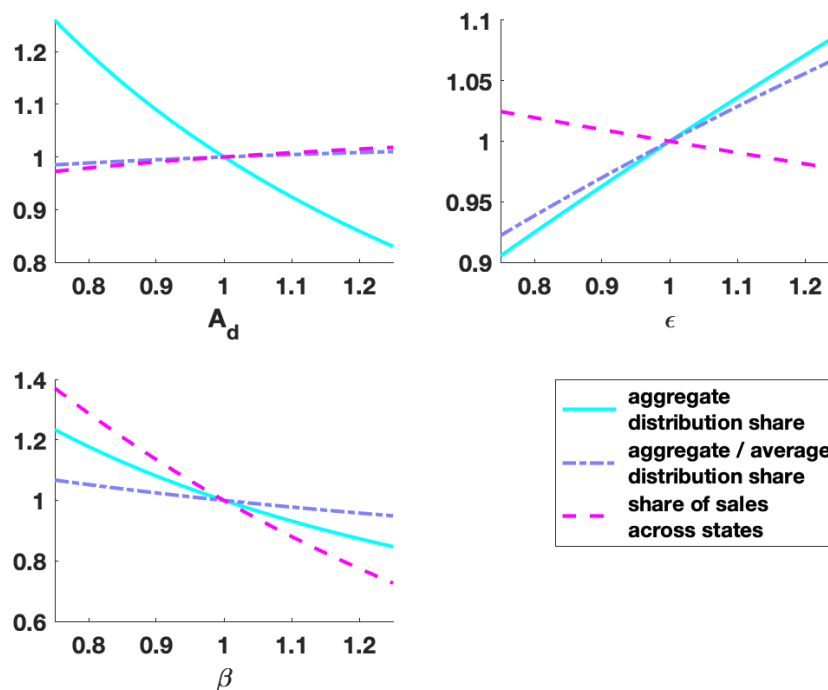 1.2
1.1
1
0.9
0.8
0.8 0.9 1 1.1 1.2
A_d
1.1
1.05
1
0.95
0.9
0.8 0.9 1 1.1 1.2
ϵ
1.4
1.2
1
0.8
0.6
0.8 0.9 1 1.1 1.2
β
aggregate
distribution share
aggregate / average
distribution share
share of sales
across states